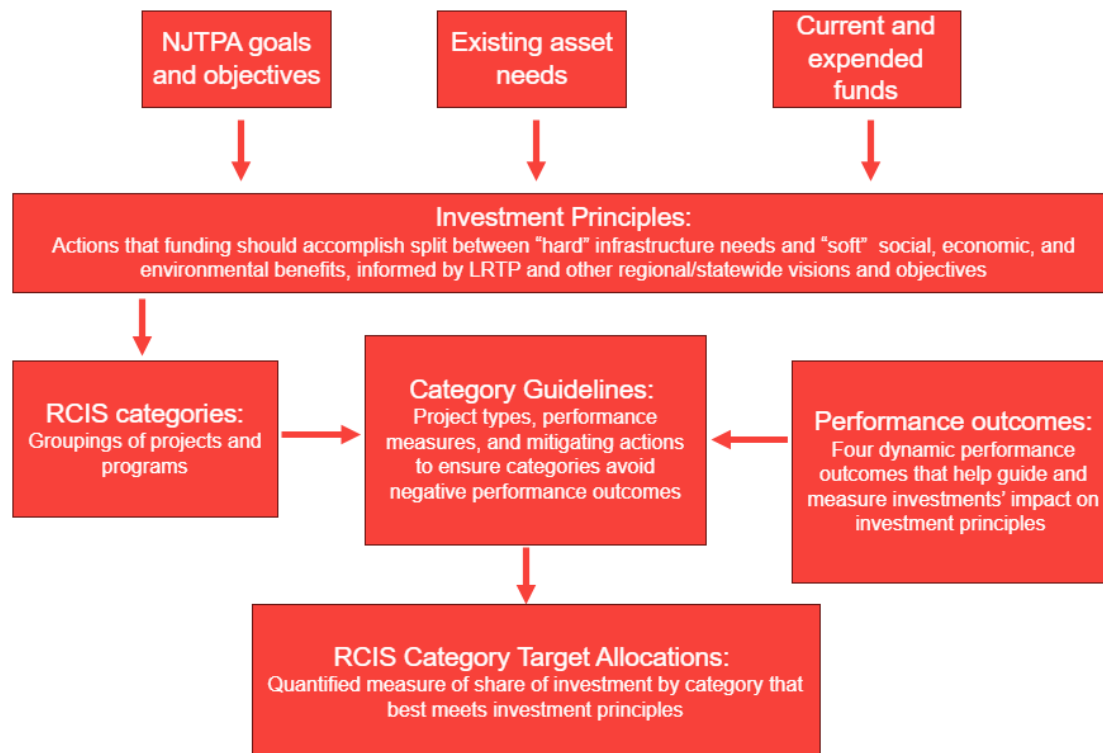 NJTPA goals
and objectives
Existing asset
needs
Current and
expended
funds
Investment Principles:
Actions that funding should accomplish split between “hard” infrastructure needs and “soft”  social, economic, and
environmental benefits, informed by LRTP and other regional/statewide visions and objectives
RCIS categories:
Groupings of projects and
programs
Category Guidelines:
Project types, performance
measures, and mitigating actions
to ensure categories avoid
negative performance outcomes
Performance outcomes:
Four dynamic performance
outcomes that help guide and
measure investments’ impact on
investment principles
RCIS Category Target Allocations:
Quantified measure of share of investment by category that
best meets investment principles